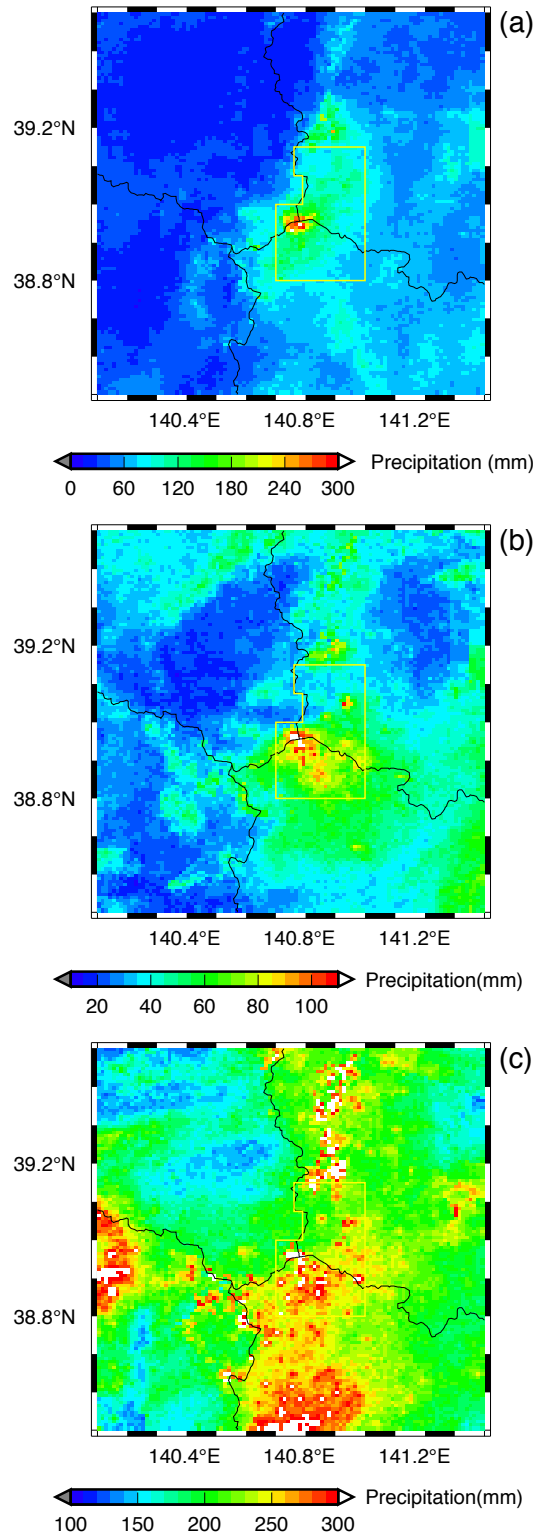 (a)
39.2°N
38.8°N
140.4°E 140.8°E 141.2°E
Precipitation (mm)
0 60 120 180 240 300
(b)
39.2°N
38.8°N
140.4°E 140.8°E 141.2°E
Precipitation(mm)
20 40 60 80 100
(c)
39.2°N
38.8°N
140.4°E 140.8°E 141.2°E
Precipitation(mm)
100 150 200 250 300